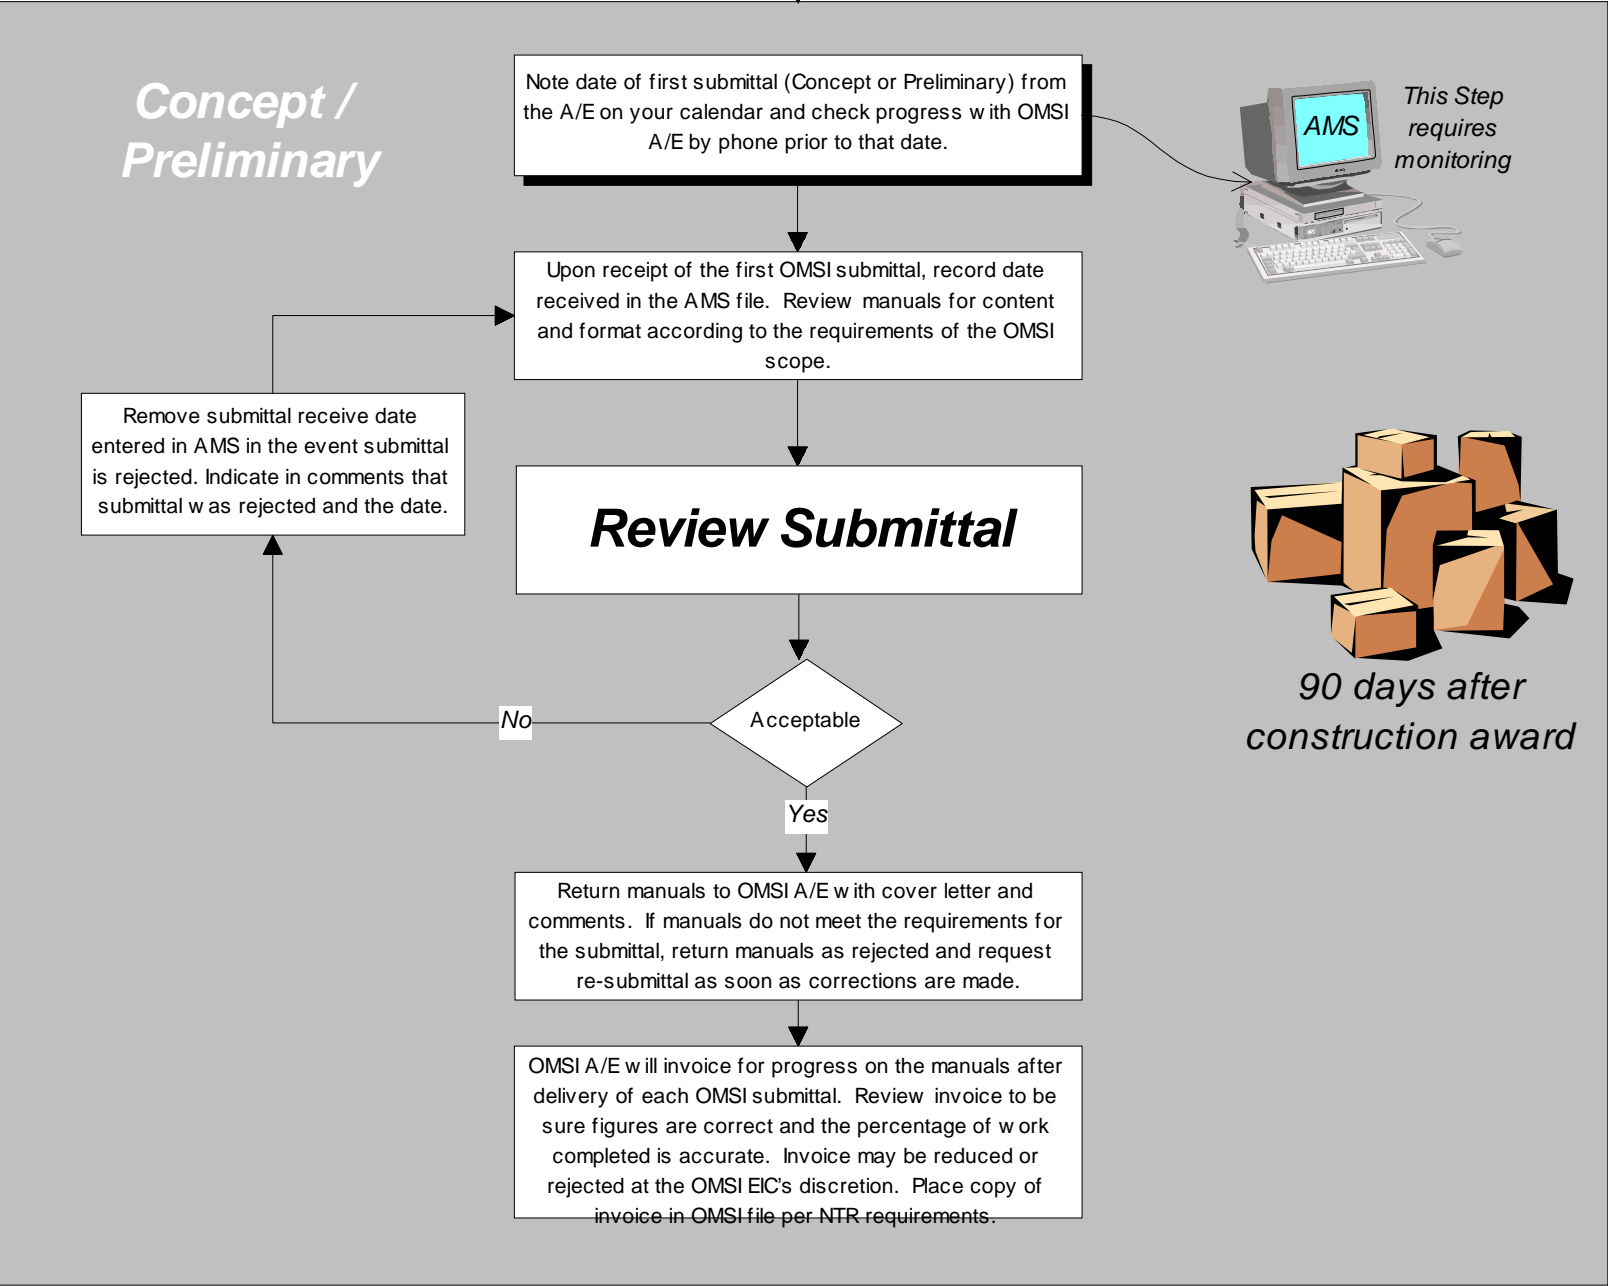 Concept /
Preliminary
Note date of first submittal (Concept or Preliminary) from
the A/E on your calendar and check progress with OMSI
A/E by phone prior to that date.
AMS
This Step
requires
monitoring
Upon receipt of the first OMSI submittal, record date
received in the AMS file. Review manuals for content
and format according to the requirements of the OMSI
scope.
Remove submittal receive date
entered in AMS in the event submittal
is rejected. Indicate in comments that
submittal was rejected and the date.
Review Submittal
90 days after
construction award
Acceptable
No
Yes
Return manuals to OMSI A/E with cover letter and
comments. If manuals do not meet the requirements for
the submittal, return manuals as rejected and request
re-submittal as soon as corrections are made.
OMSI A/E will invoice for progress on the manuals after
delivery of each OMSI submittal. Review invoice to be
sure figures are correct and the percentage of work
completed is accurate. Invoice may be reduced or
rejected at the OMSI EIC's discretion. Place copy of
invoice in OMSI file per NTR requirements.